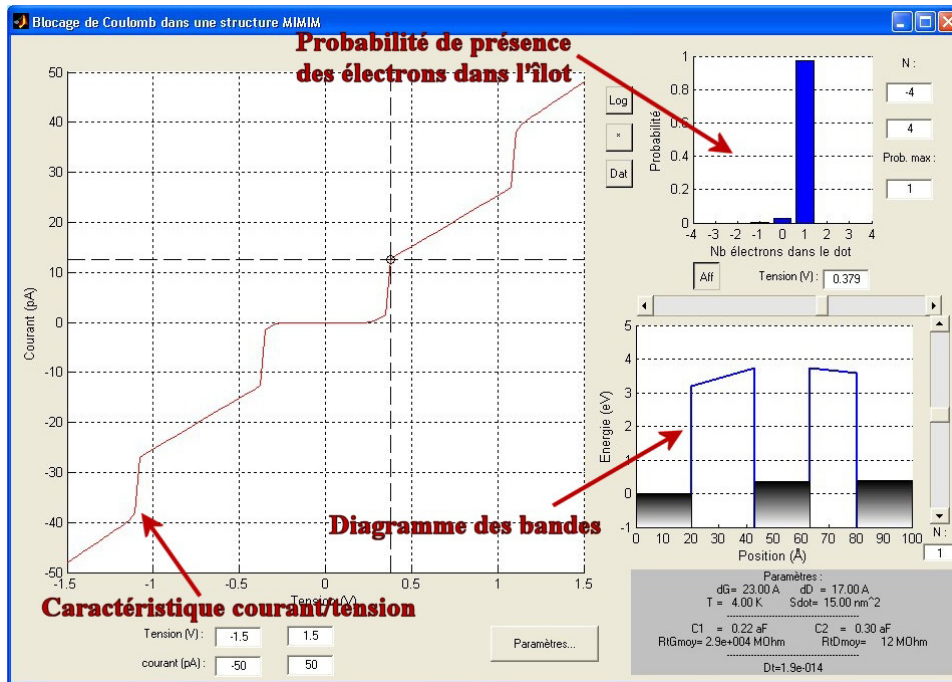 Blocage de Coulomb dans une structure MIMIM
Probabilité de présence
des électrons dans l'îlot
50
40
30
20
10
0
-10
-20
-30
-40
-50
Courant (pA)
-1.5 -1 -0.5 0 0.5 1 1.5
Tension (V)
Caractéristique courant/tension
Tension (V) : -1.5 1.5
courant (pA) : -50 50
Paramètres...
Log
*
Dat
1
0.8
0.6
0.4
0.2
0
Probabilité
-4 -3 -2 -1 0 1 2 3 4
Nb électrons dans le dot
N :
-4
4
Prob. max :
1
Aff Tension (V) : 0.379
5
4
3
2
1
0
-1
Energie (eV)
Diagramme des bandes
0 10 20 30 40 50 60 70 80 90 100
Position (Å)
N :
1
Paramètres :
dG= 23.00 A dD = 17.00 A
T = 4.00 K Sdot= 15.00 nm^2
C1 = 0.22 aF C2 = 0.30 aF
RtGmoy= 2.9e+004 MOhm RtDmoy= 12 MOhm
Dt=1.9e-014